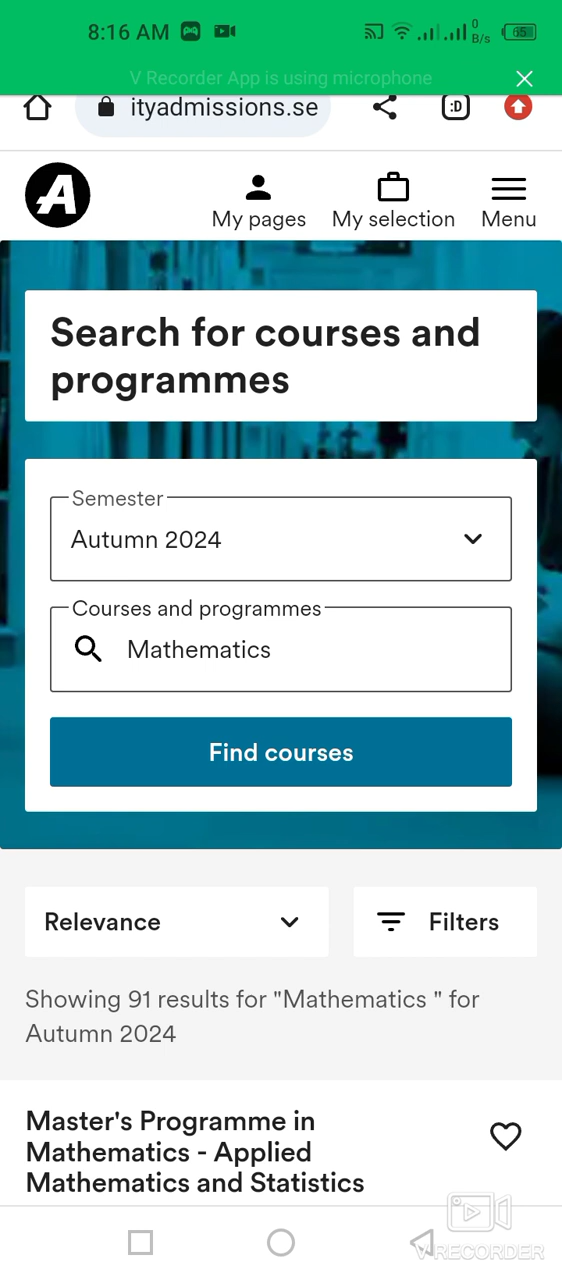 8:16 AM
0
B/s
65
V Recorder App is using microphone
ityadmissions.se
:D
A
My pages
My selection
Menu
Search for courses and
programmes
Semester
Autumn 2024
Courses and programmes
Mathematics
Find courses
Relevance
Filters
Showing 91 results for "Mathematics " for
Autumn 2024
Master's Programme in
Mathematics - Applied
Mathematics and Statistics
V RECORDER